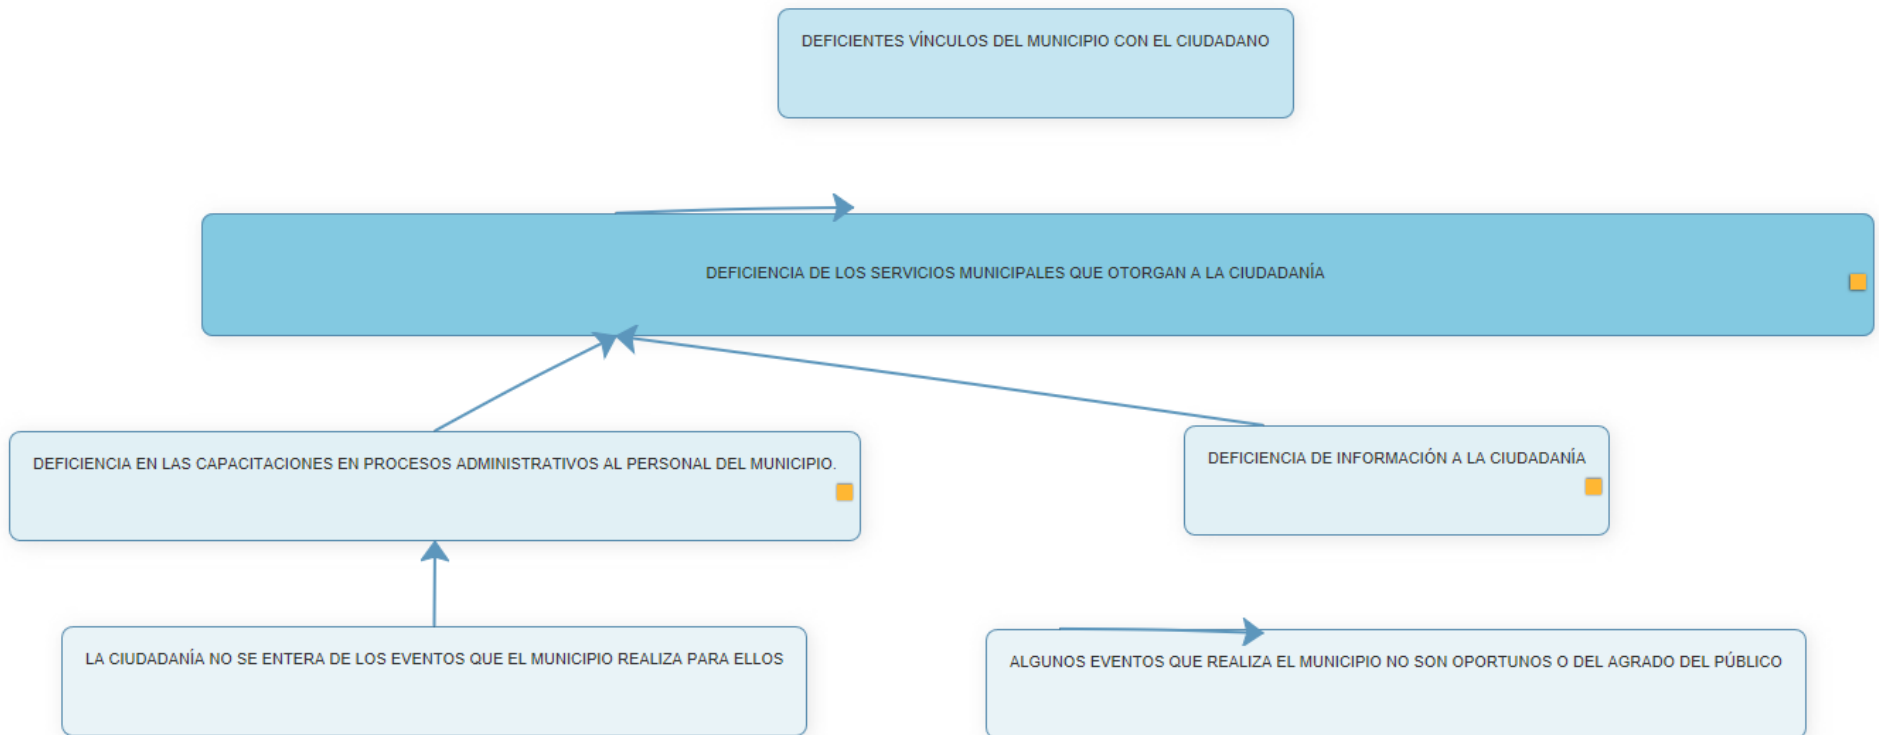 DEFICIENTES VÍNCULOS DEL MUNICIPIO CON EL CIUDADANO
DEFICIENCIA DE LOS SERVICIOS MUNICIPALES QUE OTORGAN A LA CIUDADANÍA
DEFICIENCIA EN LAS CAPACITACIONES EN PROCESOS ADMINISTRATIVOS AL PERSONAL DEL MUNICIPIO.
DEFICIENCIA DE INFORMACIÓN A LA CIUDADANÍA
LA CIUDADANÍA NO SE ENTERA DE LOS EVENTOS QUE EL MUNICIPIO REALIZA PARA ELLOS
ALGUNOS EVENTOS QUE REALIZA EL MUNICIPIO NO SON OPORTUNOS O DEL AGRADO DEL PÚBLICO